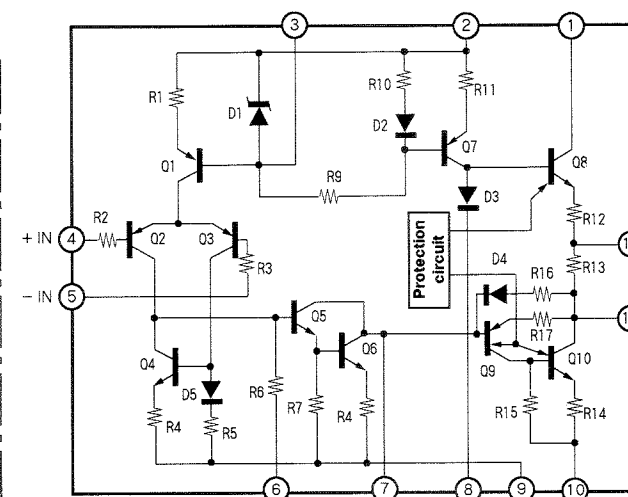 3
2
1
R1
D1
R10
R11
D2
Q7
Q1
Q8
R9
D3
R2
R12
+ IN
4
Q2
Q3
Protection
circuit
D4
R13
− IN
5
R3
R16
Q5
R17
Q4
Q6
Q9
Q10
D5
R6
R7
R4
R15
R14
R4
R5
6
7
8
9
10